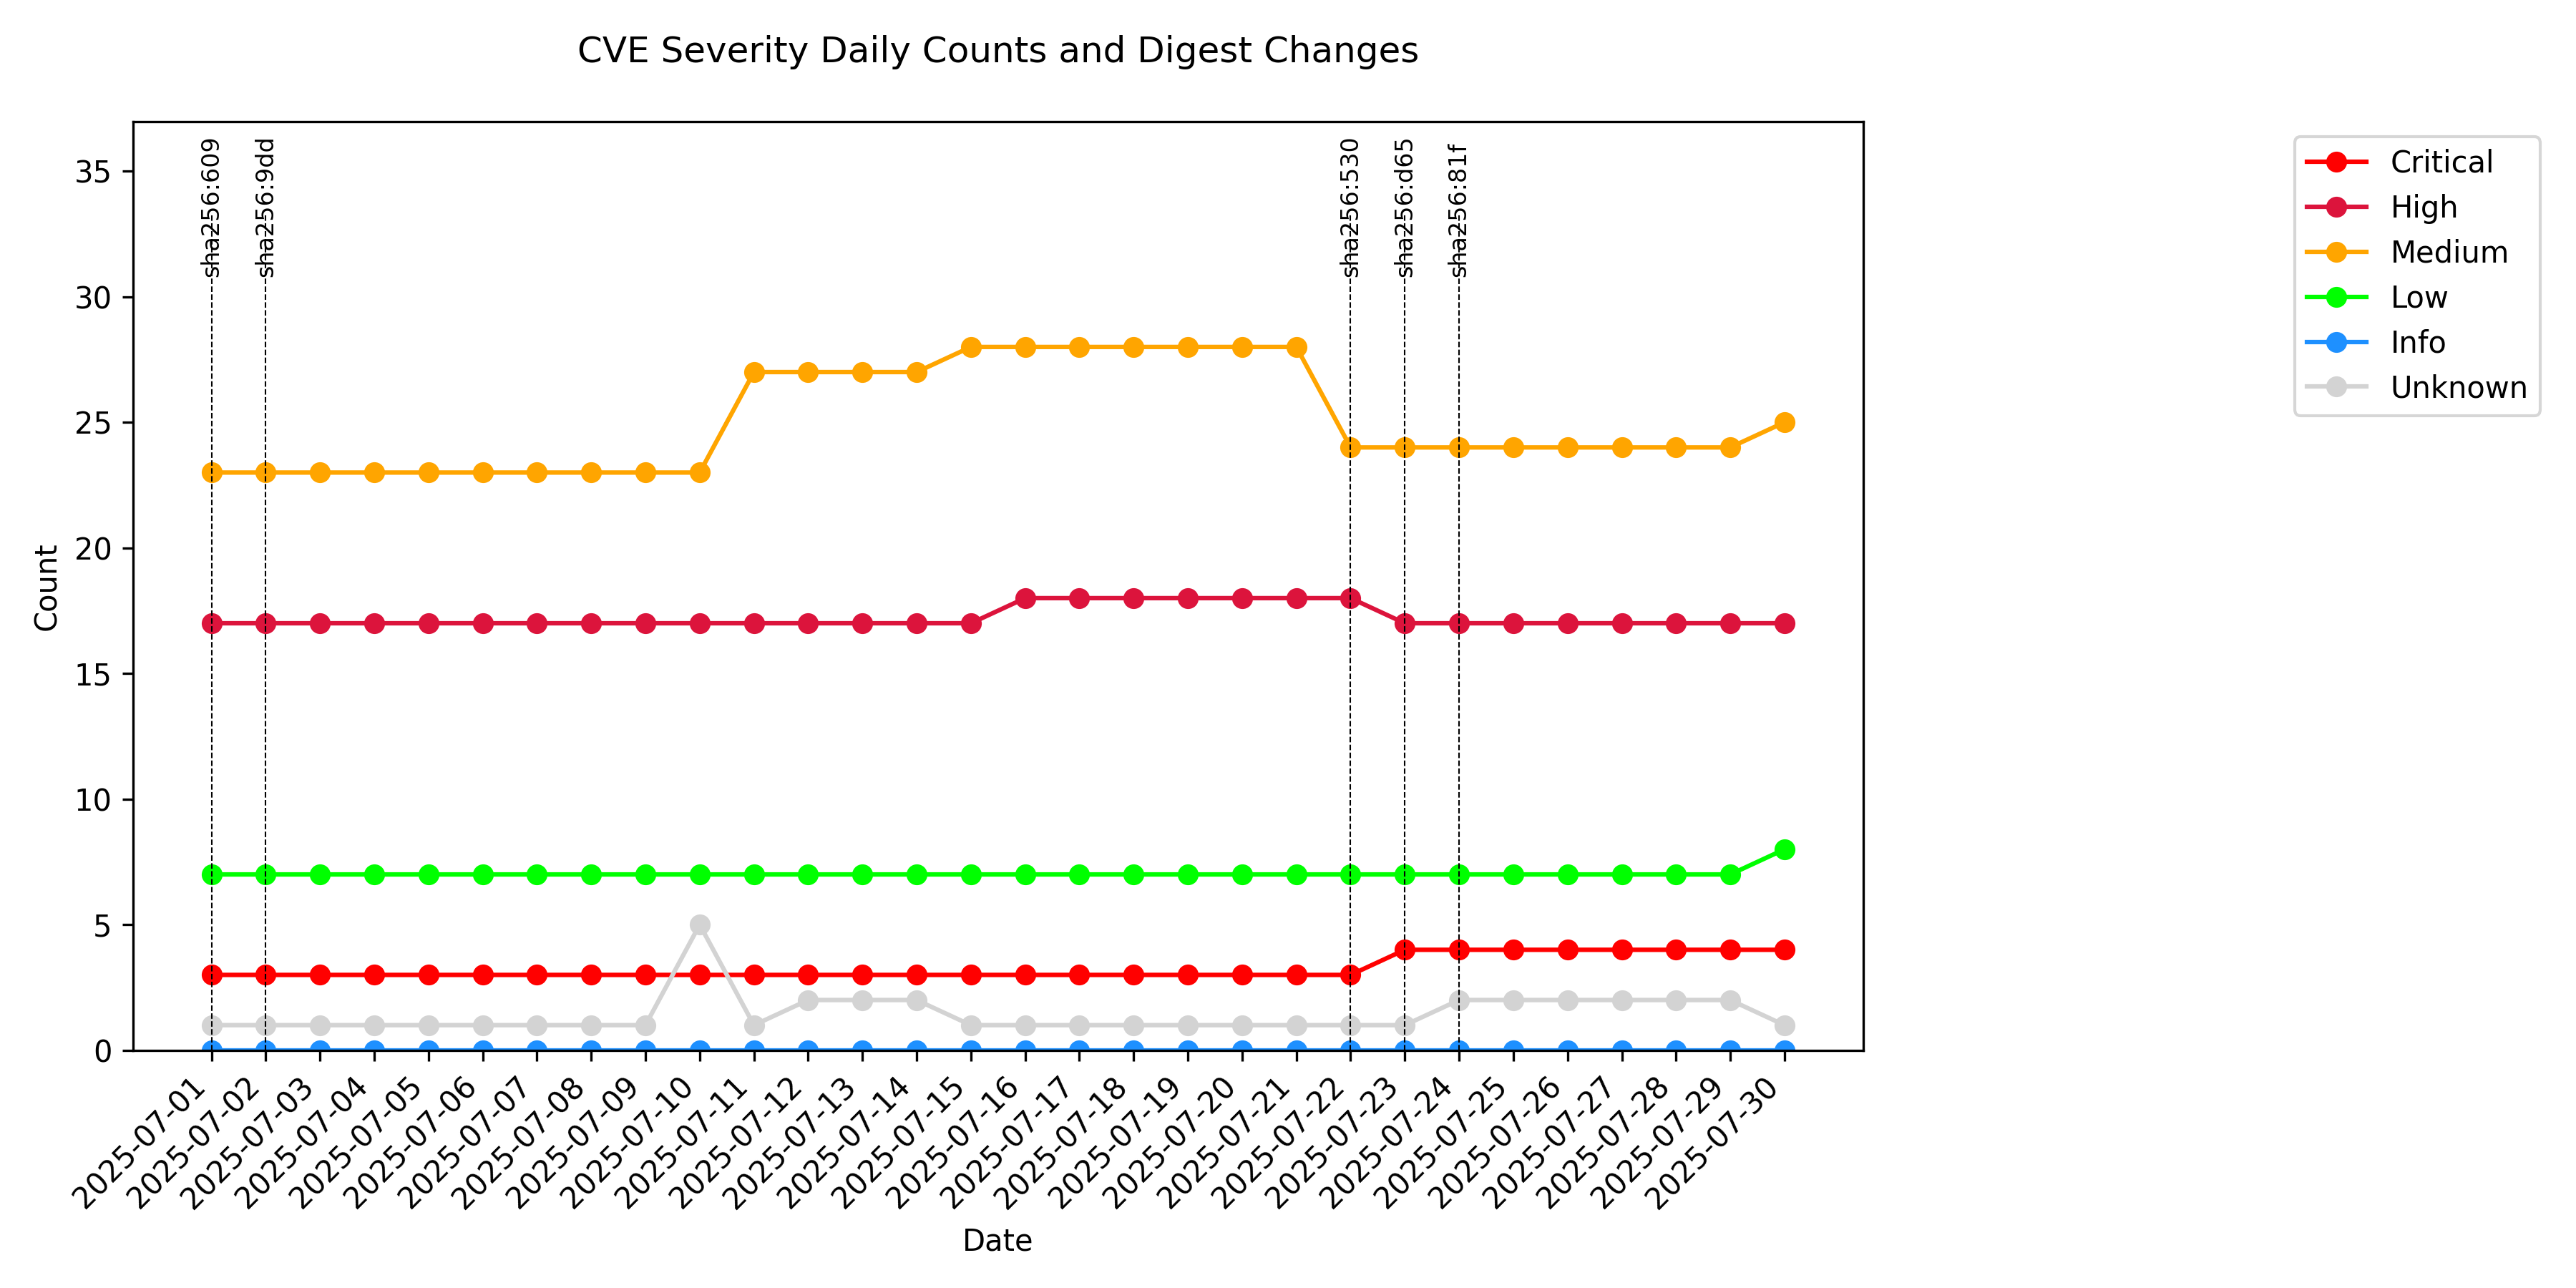 CVE Severity Daily Counts and Digest Changes
sha256:609
sha256:9dd
sha256:530
sha256:d65
sha256:81f
Critical
High
Medium
Low
Info
Unknown
Count
35
30
25
20
15
10
5
0
2025-07-01
2025-07-02
2025-07-03
2025-07-04
2025-07-05
2025-07-06
2025-07-07
2025-07-08
2025-07-09
2025-07-10
2025-07-11
2025-07-12
2025-07-13
2025-07-14
2025-07-15
2025-07-16
2025-07-17
2025-07-18
2025-07-19
2025-07-20
2025-07-21
2025-07-22
2025-07-23
2025-07-24
2025-07-25
2025-07-26
2025-07-27
2025-07-28
2025-07-29
2025-07-30
Date